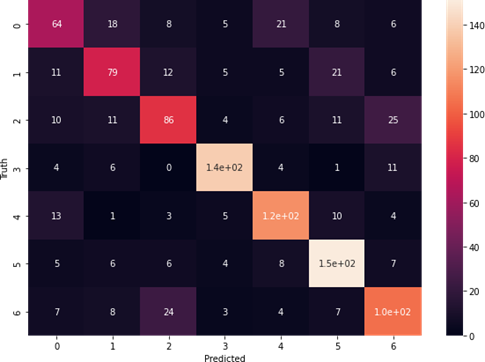 0 64 18 8 5 21 8 6
1 11 79 12 5 5 21 6
2 10 11 86 4 6 11 25
3 4 6 0 1.4e+02 4 1 11
4 13 1 3 5 1.2e+02 10 4
5 5 6 6 4 8 1.5e+02 7
6 7 8 24 3 4 7 1.0e+02
0 1 2 3 4 5 6
Predicted
Truth
140
120
100
80
60
40
20
0